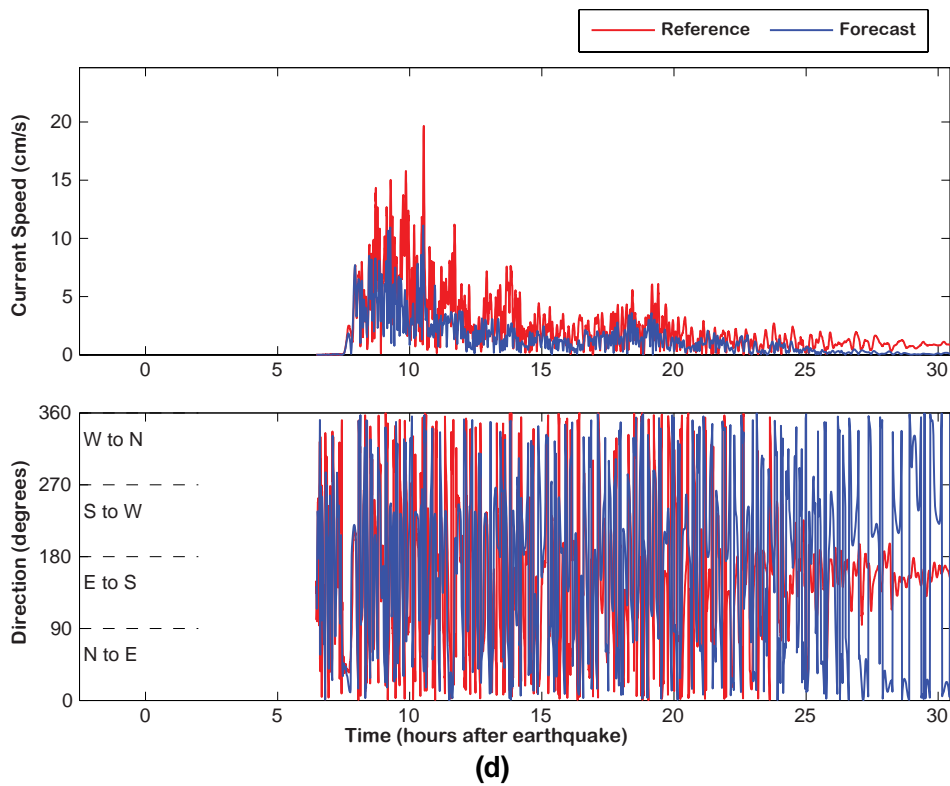 Reference Forecast
Current Speed (cm/s)
20
15
10
5
0
0 5 10 15 20 25 30
Direction (degrees)
360
W to N
270
S to W
180
E to S
90
N to E
0
0 5 10 15 20 25 30
Time (hours after earthquake)
(d)